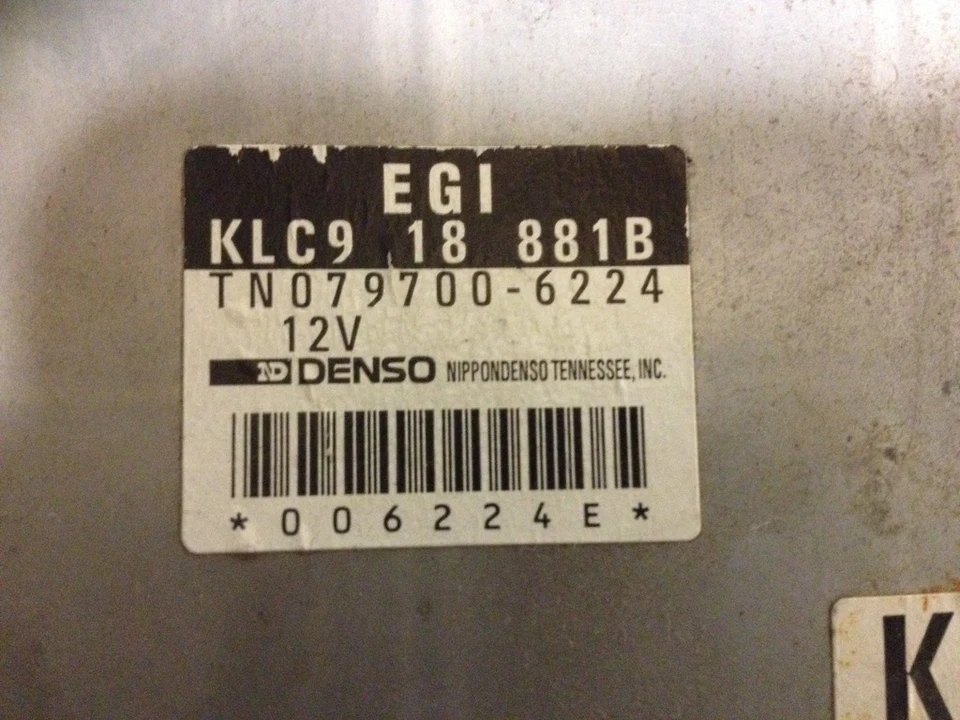 EGI
KLC9 18 881B
TN079700-6224
12V
ND DENSO NIPPONDENSO TENNESSEE, INC.
*006224E*
K